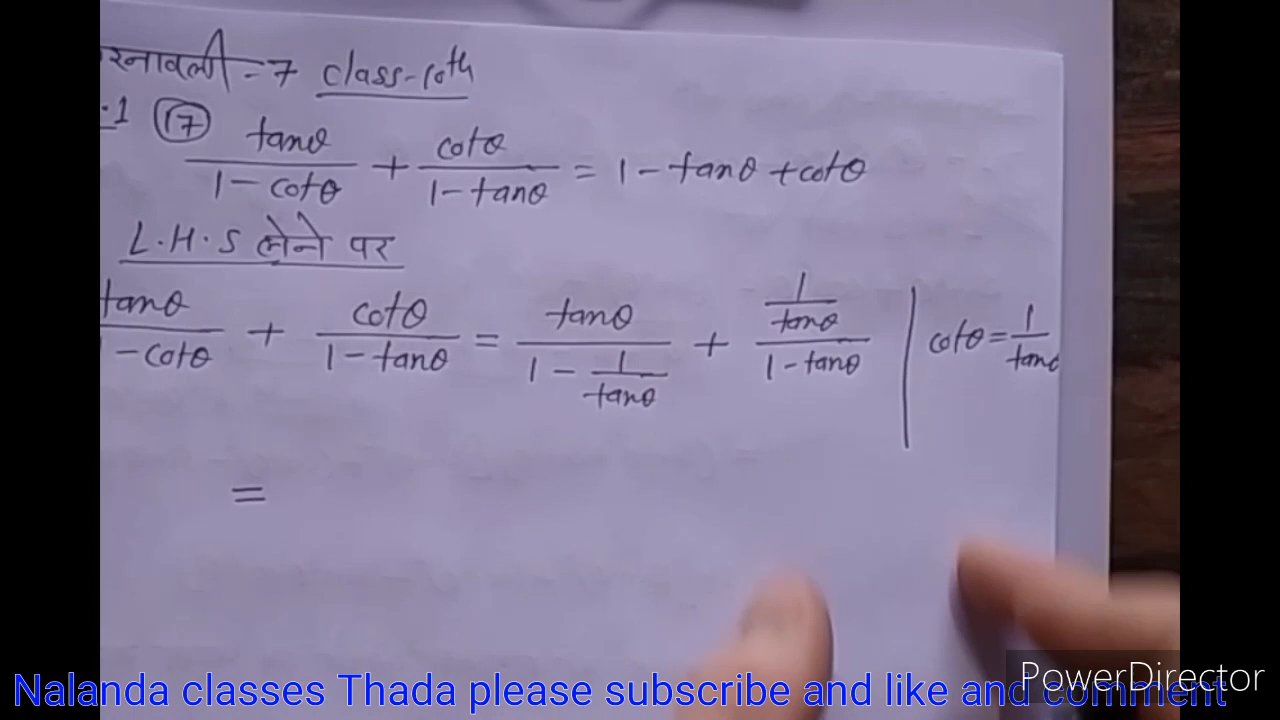 रनावली - 7 class-10th
.1 (17) tanθ/(1 - cotθ) + cotθ/(1 - tanθ) = 1 - tanθ + cotθ
L.H.S लेने पर
tanθ/(1 - cotθ) + cotθ/(1 - tanθ) = tanθ/(1 - 1/tanθ) + (1/tanθ)/(1 - tanθ) | cotθ = 1/tanθ
=
PowerDirector
Nalanda classes Thada please subscribe and like and comment